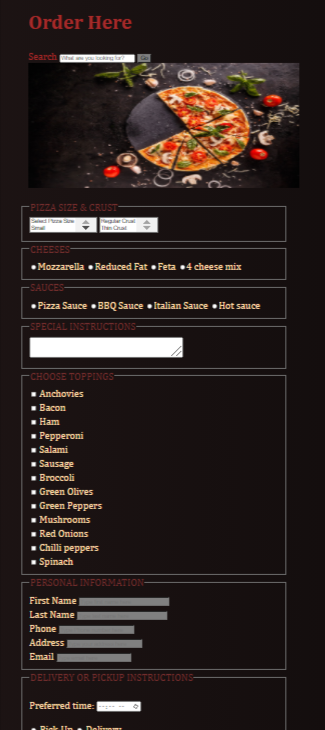 Order Here
Search What are you looking for? Go
PIZZA SIZE & CRUST
Select Pizza Size Regular Crust
Small Thin Crust
CHEESES
Mozzarella Reduced Fat Feta 4 cheese mix
SAUCES
Pizza Sauce BBQ Sauce Italian Sauce Hot sauce
SPECIAL INSTRUCTIONS
CHOOSE TOPPINGS
Anchovies
Bacon
Ham
Pepperoni
Salami
Sausage
Broccoli
Green Olives
Green Peppers
Mushrooms
Red Onions
Chilli peppers
Spinach
PERSONAL INFORMATION
First Name
Last Name
Phone
Address
Email
DELIVERY OR PICKUP INSTRUCTIONS
Preferred time: --:-- --
Pick Up Delivery